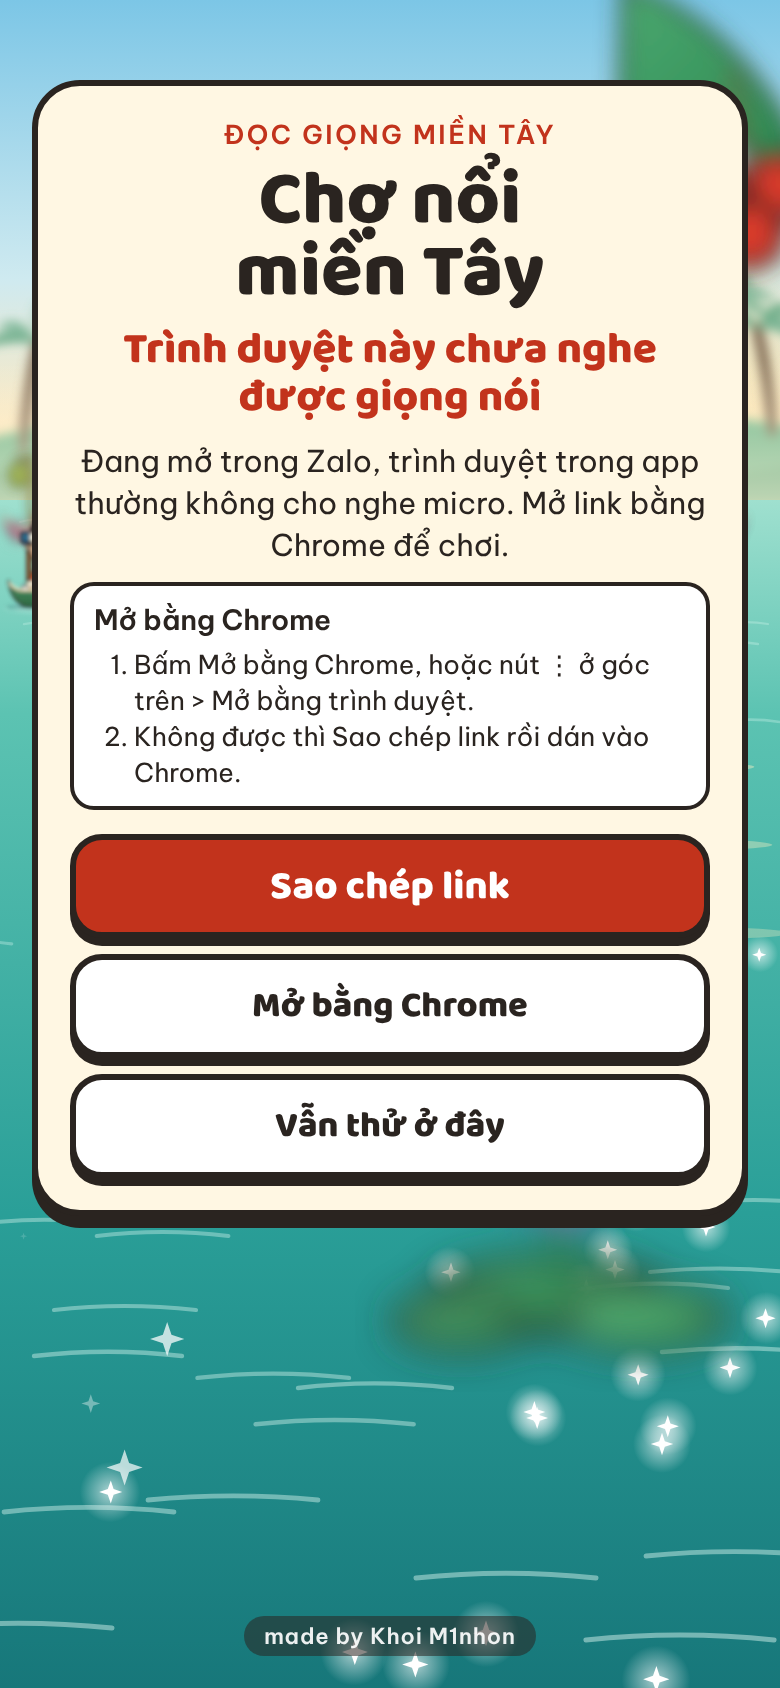 ĐỌC GIỌNG MIỀN TÂY
Chợ nổi
miền Tây
Trình duyệt này chưa nghe
được giọng nói
Đang mở trong Zalo, trình duyệt trong app
thường không cho nghe micro. Mở link bằng
Chrome để chơi.
Mở bằng Chrome
1. Bấm Mở bằng Chrome, hoặc nút ⋮ ở góc
trên > Mở bằng trình duyệt.
2. Không được thì Sao chép link rồi dán vào
Chrome.
Sao chép link
Mở bằng Chrome
Vẫn thử ở đây
made by Khoi M1nhon